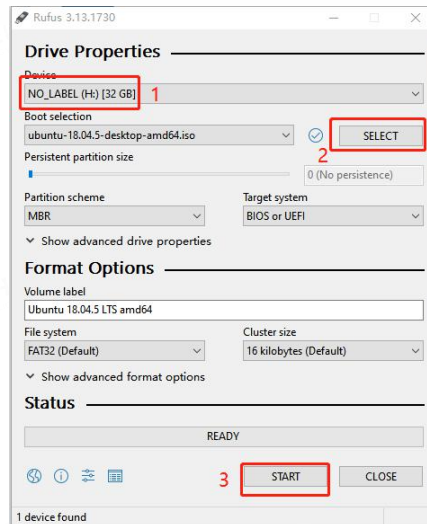 Rufus 3.13.1730
Drive Properties
Device
NO_LABEL (H:) [32 GB] 1
Boot selection
ubuntu-18.04.5-desktop-amd64.iso SELECT
2
Persistent partition size
0 (No persistence)
Partition scheme Target system
MBR BIOS or UEFI
Show advanced drive properties
Format Options
Volume label
Ubuntu 18.04.5 LTS amd64
File system Cluster size
FAT32 (Default) 16 kilobytes (Default)
Show advanced format options
Status
READY
3 START CLOSE
1 device found